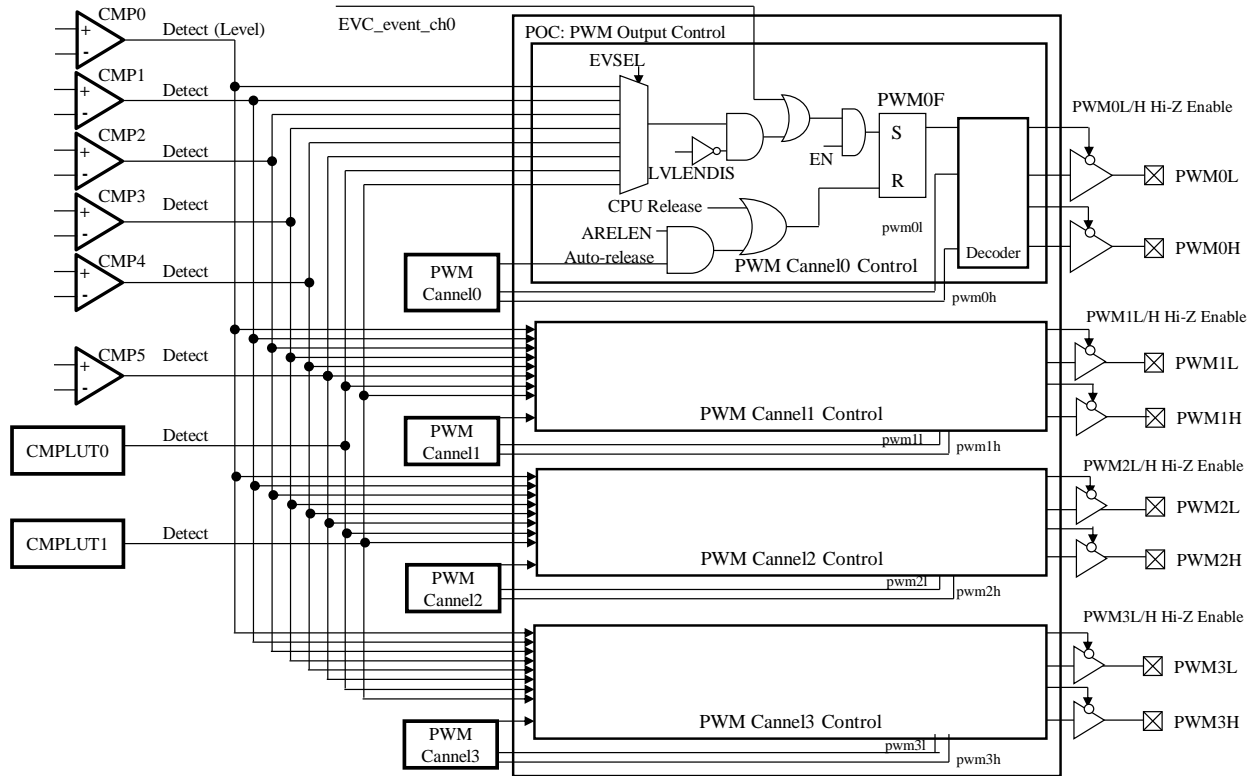 CMP0
Detect (Level)
EVC_event_ch0
POC: PWM Output Control
EVSEL
CMP1
Detect
PWM0F
PWM0L/H Hi-Z Enable
CMP2
Detect
S
EN
LVLENDIS
R
PWM0L
CMP3
Detect
CPU Release
pwm0l
ARELEN
Auto-release
PWM Channel0 Control
Decoder
PWM0H
CMP4
Detect
PWM
Cannel0
pwm0h
PWM1L/H Hi-Z Enable
CMP5
Detect
PWM1L
PWM Cannel1 Control
PWM1H
PWM
Cannel1
pwm1l
pwm1h
CMPLUT0
Detect
PWM2L/H Hi-Z Enable
PWM2L
CMPLUT1
Detect
PWM Cannel2 Control
PWM2H
PWM
Cannel2
pwm2l
pwm2h
PWM3L/H Hi-Z Enable
PWM3L
PWM Cannel3 Control
PWM3H
PWM
Cannel3
pwm3l
pwm3h
+
-
+
-
+
-
+
-
+
-
+
-